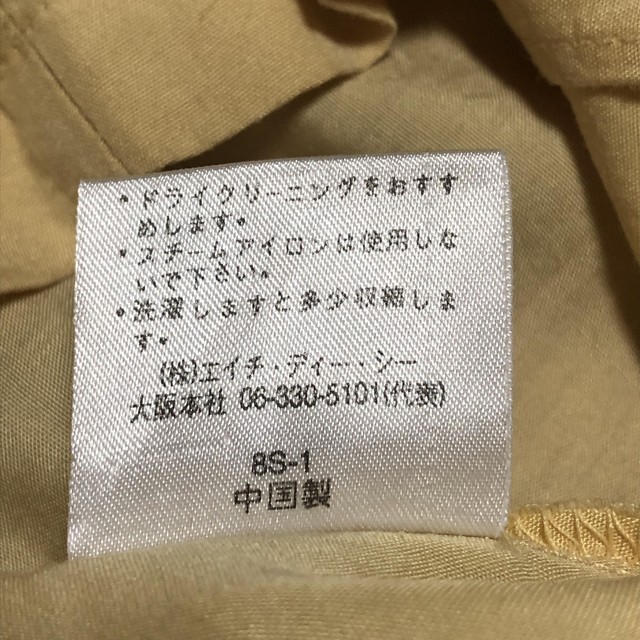 ・ドライクリーニングをおすす
めします。
・スチームアイロンは使用しな
いで下さい。
・洗濯しますと多少収縮しま
す。
(株)エイチ・ディー・シー
大阪本社 06-330-5101(代表)
8S-1
中国製